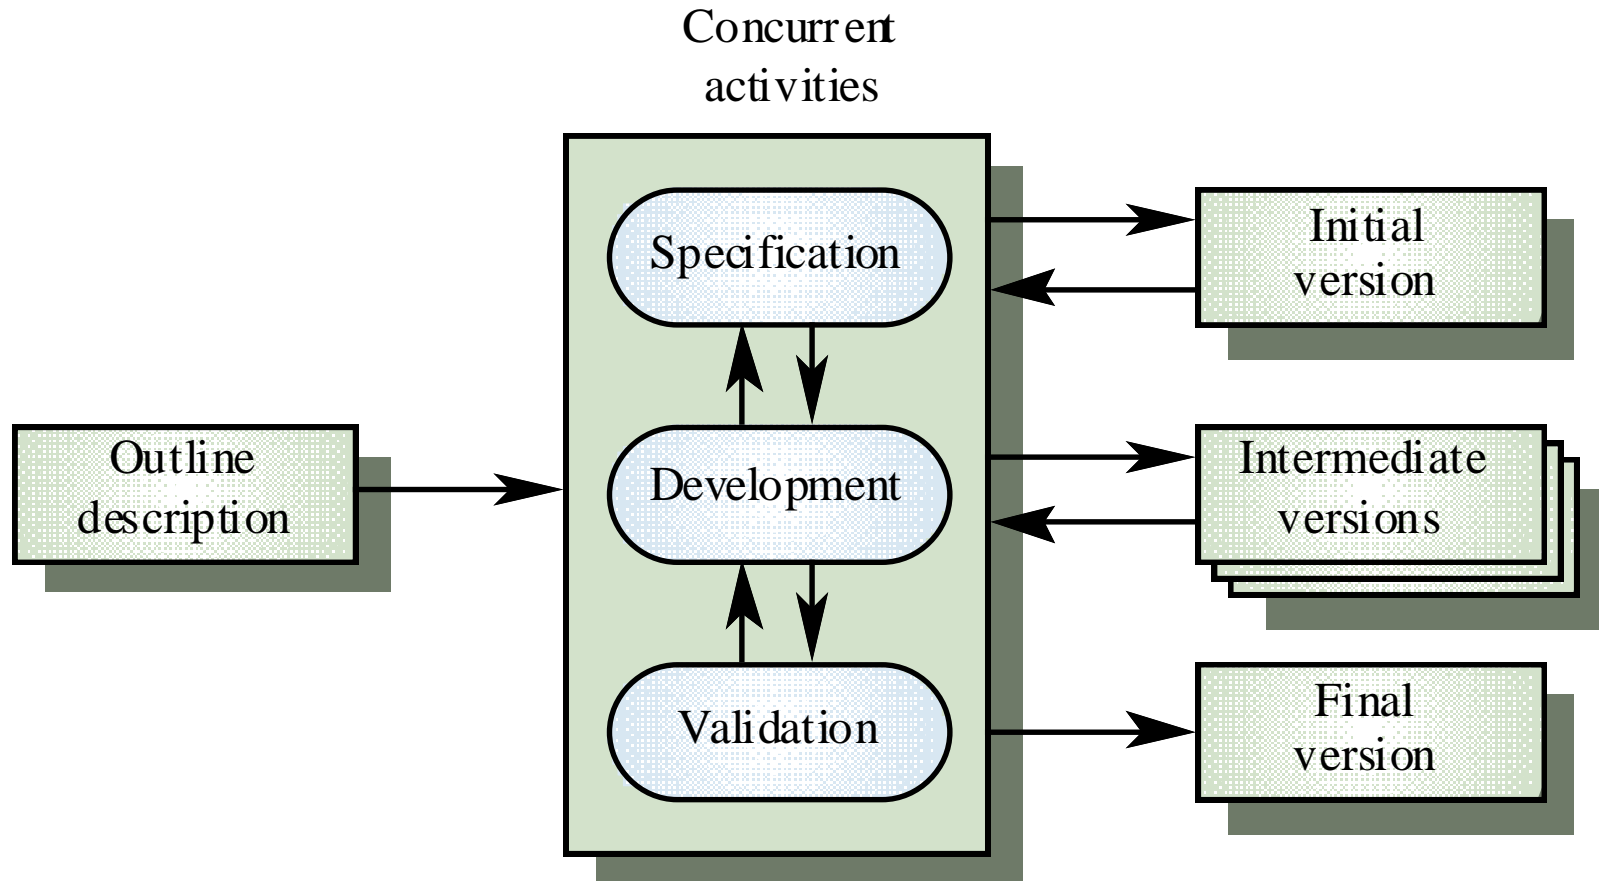 Concurrent
activities
Specification
Initial
version
Outline
description
Development
Intermediate
versions
Validation
Final
version